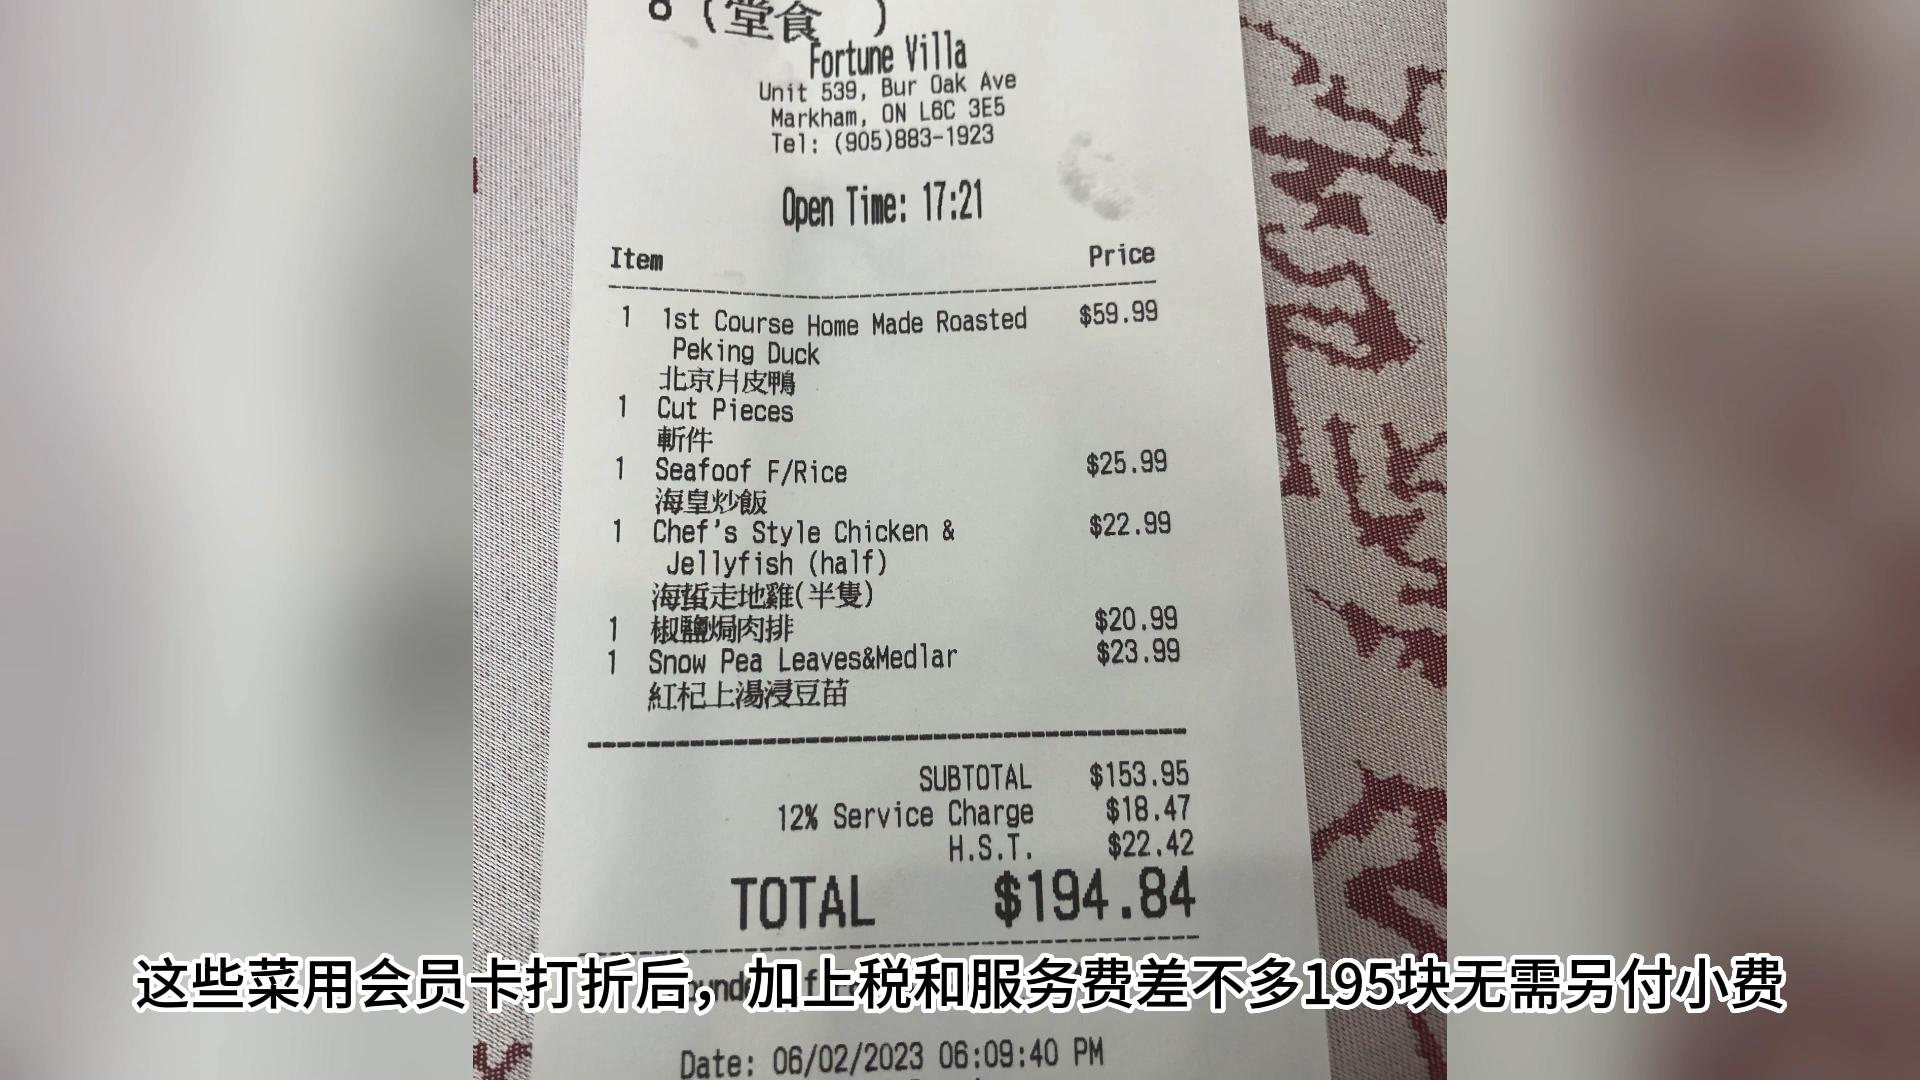 8 (堂食 )
Fortune Villa
Unit 539, Bur Oak Ave
Markham, ON L6C 3E5
Tel: (905)883-1923
Open Time: 17:21
Item Price
1 1st Course Home Made Roasted $59.99
Peking Duck
北京片皮鴨
1 Cut Pieces
斬件
1 Seafoof F/Rice $25.99
海皇炒飯
1 Chef's Style Chicken & $22.99
Jellyfish (half)
海蜇走地雞(半隻)
1 椒鹽焗肉排 $20.99
1 Snow Pea Leaves&Medlar $23.99
紅杞上湯浸豆苗
SUBTOTAL $153.95
12% Service Charge $18.47
H.S.T. $22.42
TOTAL $194.84
这些菜用会员卡打折后，加上税和服务费差不多195块无需另付小费
Date: 06/02/2023 06:09:40 PM